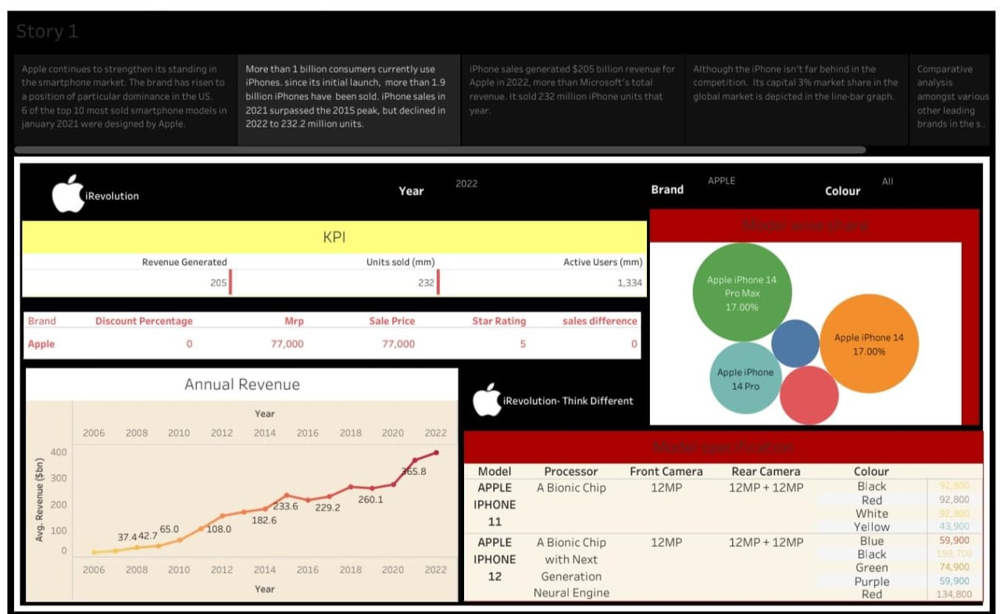 Story 1
Apple continues to strengthen its standing in
the smartphone market. The brand has risen to
a position of particular dominance in the US.
6 of the top 10 most sold smartphone models in
january 2021 were designed by Apple.
More than 1 billion consumers currently use
iPhones. since its initial launch, more than 1.9
billion iPhones have been sold. iPhone sales in
2021 surpassed the 2015 peak, but declined in
2022 to 232.2 million units.
iPhone sales generated $205 billion revenue for
Apple in 2022, more than Microsoft's total
revenue. It sold 232 million iPhone units that
year.
Although the iPhone isn't far behind in the
competition. Its capital 3% market share in the
global market is depicted in the line-bar graph.
Comparative
analysis
amongst various
other leading
brands in the s..
iRevolution
Year
2022
Brand
APPLE
Colour
All
KPI
Revenue Generated Units sold (mm) Active Users (mm)
205 232 1,334
Brand Discount Percentage Mrp Sale Price Star Rating sales difference
Apple 0 77,000 77,000 5 0
Model wise share
Apple iPhone 14
Pro Max
17.00%
Apple iPhone 14
17.00%
Apple iPhone
14 Pro
Annual Revenue
Year
2006 2008 2010 2012 2014 2016 2018 2020 2022
Avg. Revenue ($bn)
400
300
200
100
0
37.4 42.7 65.0 108.0 182.6 233.6 229.2 260.1 365.8
2006 2008 2010 2012 2014 2016 2018 2020 2022
Year
iRevolution- Think Different
Model specification
Model Processor Front Camera Rear Camera Colour
APPLE A Bionic Chip 12MP 12MP + 12MP Black 92,800
IPHONE Red 92,800
11 White 92,800
Yellow 43,900
APPLE A Bionic Chip 12MP 12MP + 12MP Blue 59,900
IPHONE with Next Black 199,700
12 Generation Green 74,900
Neural Engine Purple 59,900
Red 134,800